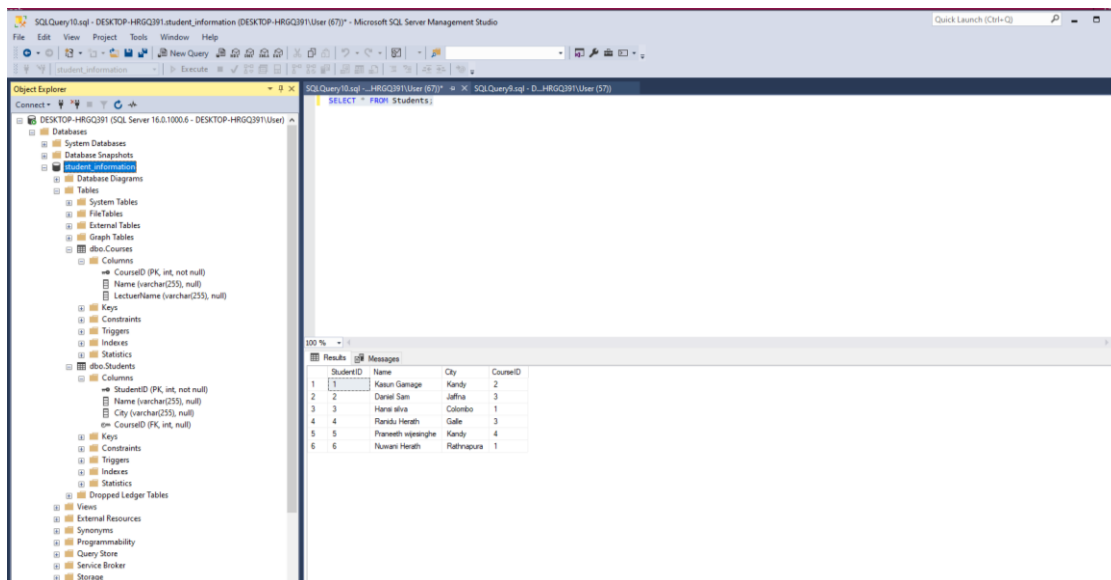 SQLQuery10.sql - DESKTOP-HRGQ391.student_information (DESKTOP-HRGQ391\User (67))* - Microsoft SQL Server Management Studio
Quick Launch (Ctrl+Q)
File Edit View Project Tools Window Help
New Query
student_information Execute
Object Explorer
SQLQuery10.sql -...HRGQ391\User (67))* SQLQuery9.sql - D...HRGQ391\User (57))
Connect
SELECT * FROM Students;
DESKTOP-HRGQ391 (SQL Server 16.0.1000.6 - DESKTOP-HRGQ391\User)
Databases
System Databases
Database Snapshots
student_information
Database Diagrams
Tables
System Tables
FileTables
External Tables
Graph Tables
dbo.Courses
Columns
CourseID (PK, int, not null)
Name (varchar(255), null)
LectuerName (varchar(255), null)
Keys
Constraints
Triggers
Indexes
Statistics
dbo.Students
Columns
StudentID (PK, int, not null)
Name (varchar(255), null)
City (varchar(255), null)
CourseID (FK, int, null)
Keys
Constraints
Triggers
Indexes
Statistics
Dropped Ledger Tables
Views
External Resources
Synonyms
Programmability
Query Store
Service Broker
Storage
100 %
Results Messages
StudentID Name City CourseID
1 1 Kasun Gamage Kandy 2
2 2 Daniel Sam Jaffna 3
3 3 Hansi silva Colombo 1
4 4 Ranidu Herath Galle 3
5 5 Praneeth wijesinghe Kandy 4
6 6 Nuwani Herath Rathnapura 1